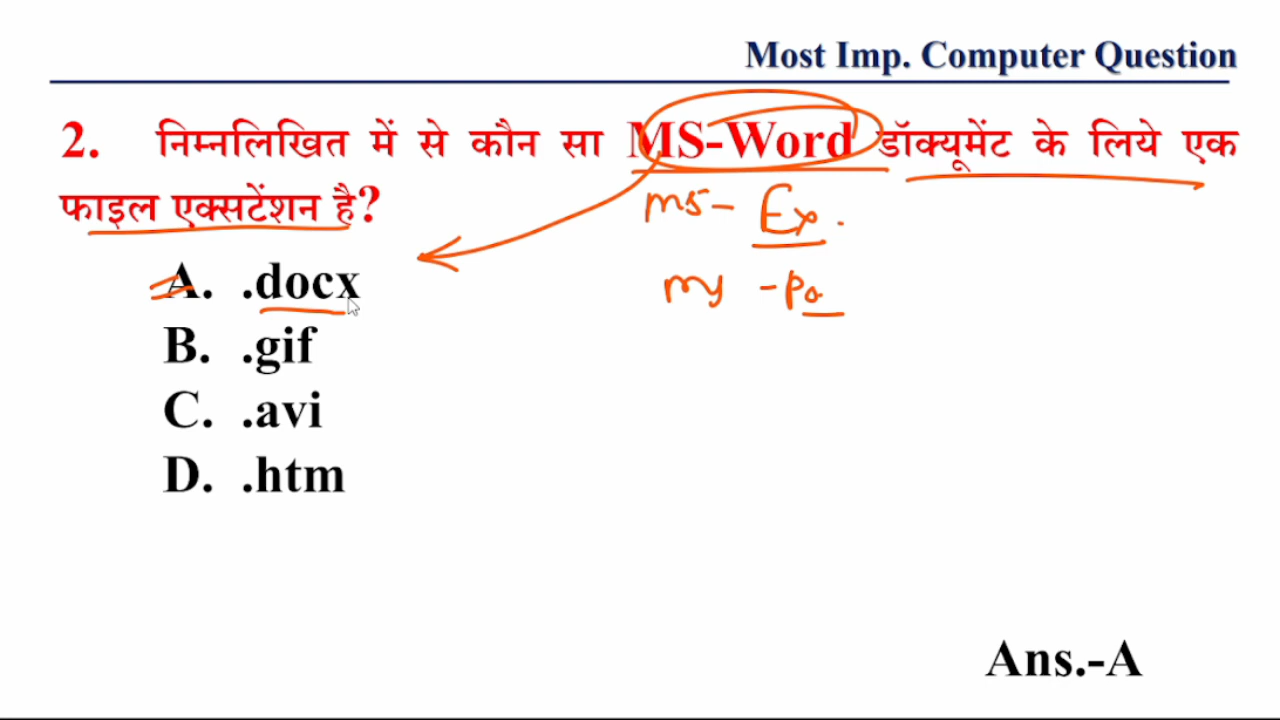 Most Imp. Computer Question
2. निम्नलिखित में से कौन सा MS-Word डॉक्यूमेंट के लिये एक
फाइल एक्सटेंशन है?
ms- Ex.
ms -Po
A. .docx
B. .gif
C. .avi
D. .htm
Ans.-A